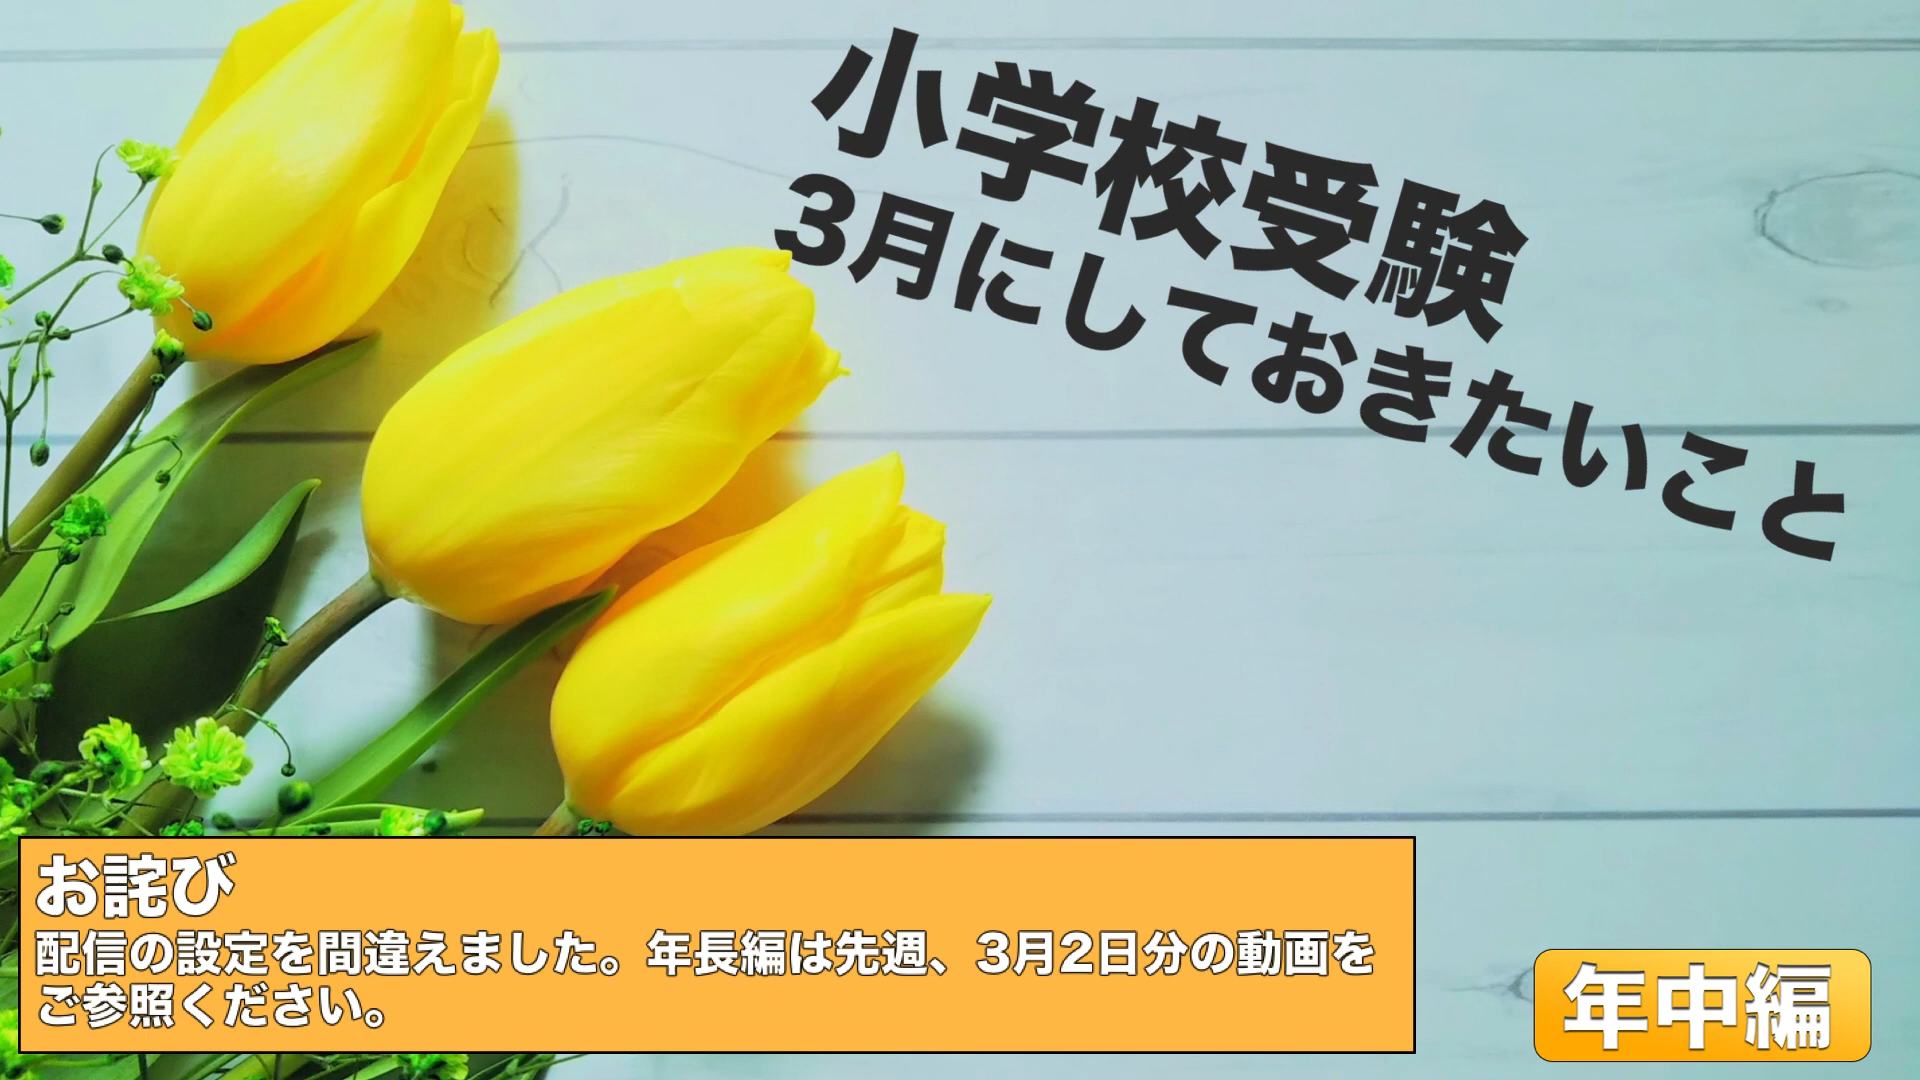 小学校受験
3月にしておきたいこと
お詫び
配信の設定を間違えました。年長編は先週、3月2日分の動画を
ご参照ください。
年中編